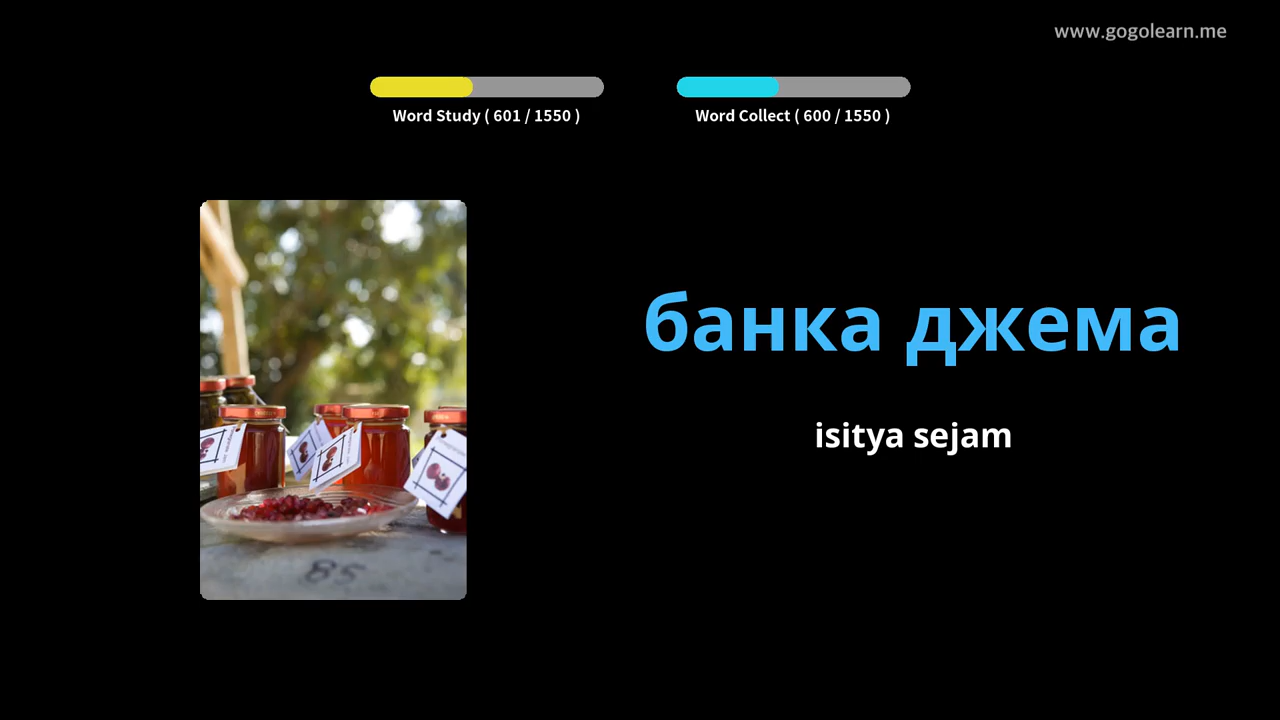 www.gogolearn.me
Word Study ( 601 / 1550 )
Word Collect ( 600 / 1550 )
банка джема
isitya sejam
85